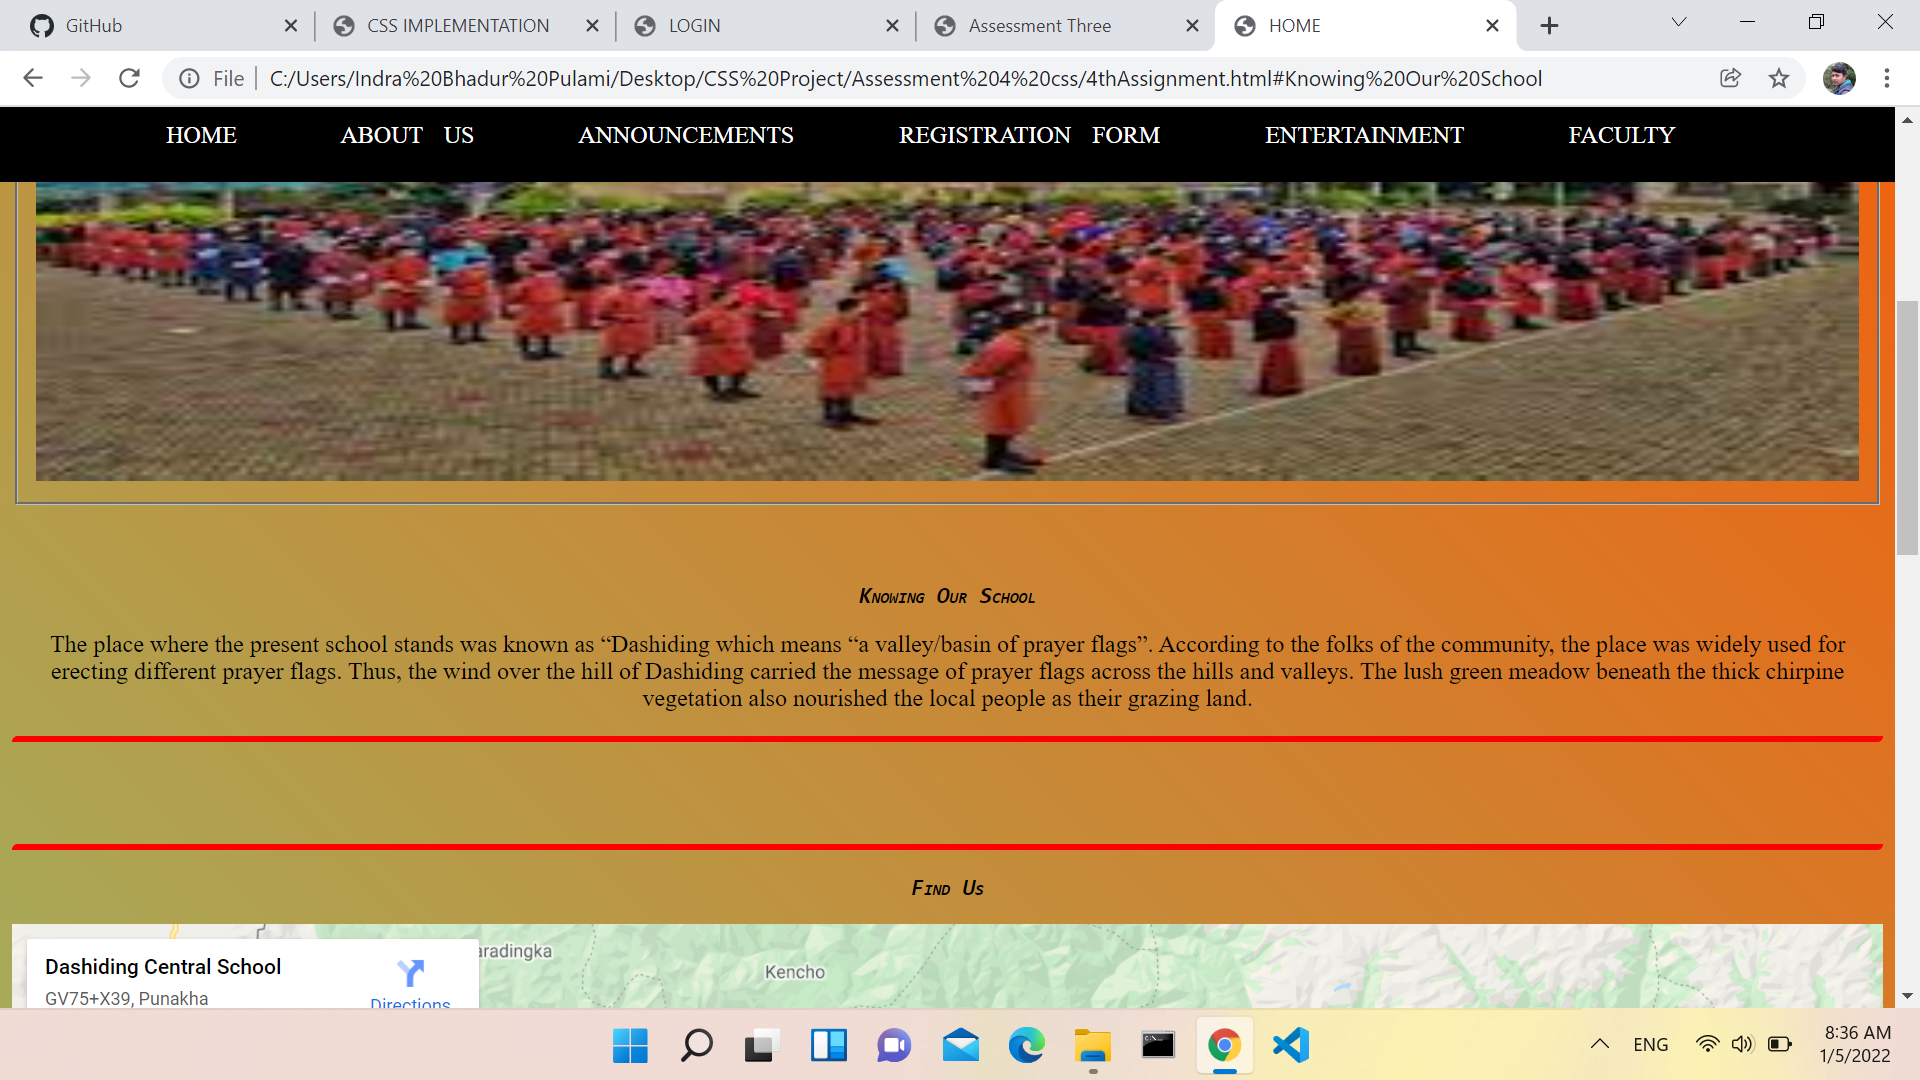 GitHub
CSS IMPLEMENTATION
LOGIN
Assessment Three
HOME
File
C:/Users/Indra%20Bhadur%20Pulami/Desktop/CSS%20Project/Assessment%204%20css/4thAssignment.html#Knowing%20Our%20School
HOME ABOUT US ANNOUNCEMENTS REGISTRATION FORM ENTERTAINMENT FACULTY
Knowing Our School
The place where the present school stands was known as “Dashiding which means “a valley/basin of prayer flags”. According to the folks of the community, the place was widely used for
erecting different prayer flags. Thus, the wind over the hill of Dashiding carried the message of prayer flags across the hills and valleys. The lush green meadow beneath the thick chirpine
vegetation also nourished the local people as their grazing land.
Find Us
aradingka
Kencho
Dashiding Central School
GV75+X39, Punakha
Directions
ENG
8:36 AM
1/5/2022